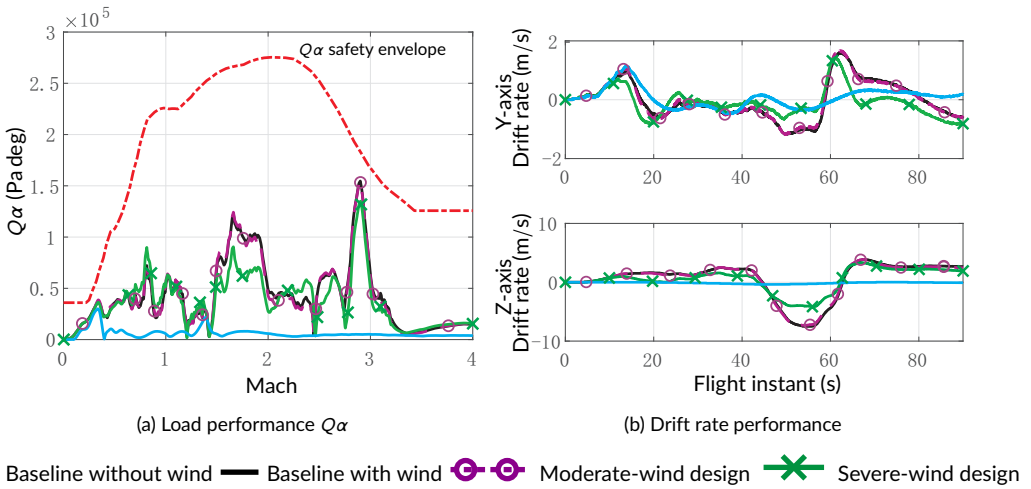 ×10⁵
3
2.5
2
1.5
1
0.5
0
Qα safety envelope
Qα (Pa deg)
0
1
2
3
4
Mach
(a) Load performance Qα
2
0
-2
Y-axis
Drift rate (m/s)
0
20
40
60
80
10
0
-10
Z-axis
Drift rate (m/s)
0
20
40
60
80
Flight instant (s)
(b) Drift rate performance
Baseline without wind Baseline with wind Moderate-wind design Severe-wind design